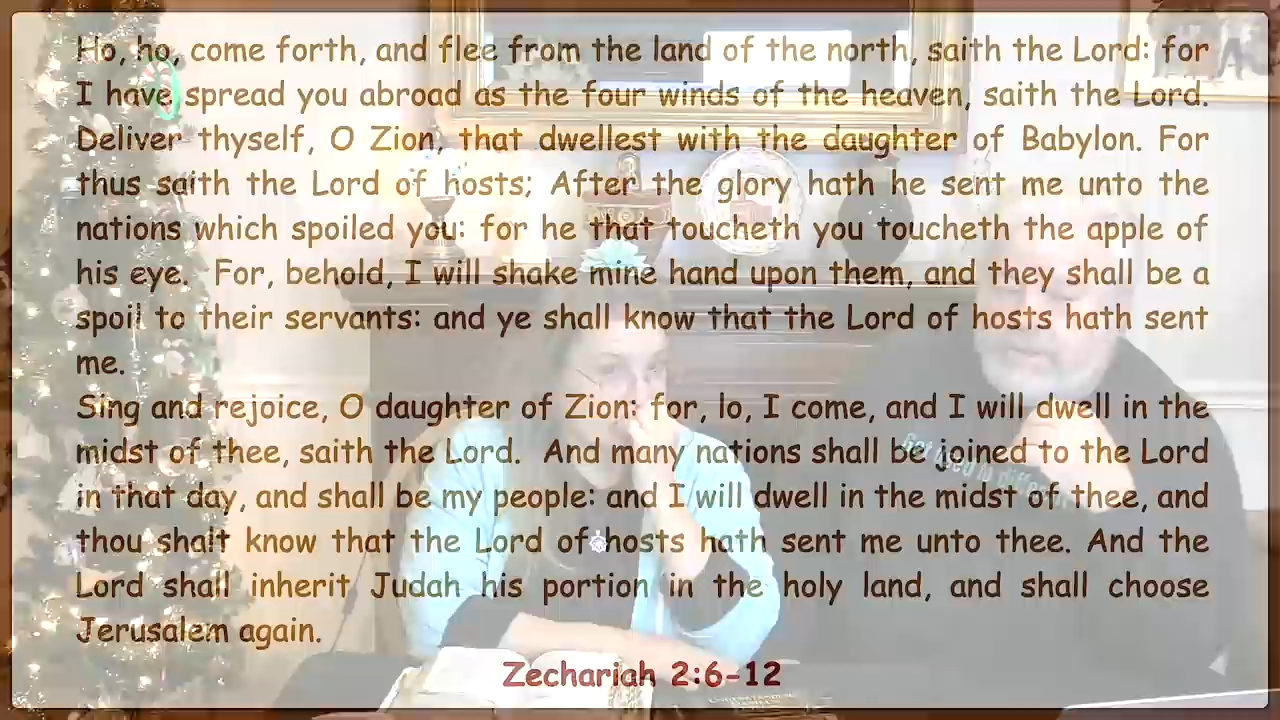 Ho, ho, come forth, and flee from the land of the north, saith the Lord: for
I have spread you abroad as the four winds of the heaven, saith the Lord.
Deliver thyself, O Zion, that dwellest with the daughter of Babylon. For
thus saith the Lord of hosts; After the glory hath he sent me unto the
nations which spoiled you: for he that toucheth you toucheth the apple of
his eye. For, behold, I will shake mine hand upon them, and they shall be a
spoil to their servants: and ye shall know that the Lord of hosts hath sent
me.
Sing and rejoice, O daughter of Zion: for, lo, I come, and I will dwell in the
midst of thee, saith the Lord. And many nations shall be joined to the Lord
in that day, and shall be my people: and I will dwell in the midst of thee, and
thou shalt know that the Lord of hosts hath sent me unto thee. And the
Lord shall inherit Judah his portion in the holy land, and shall choose
Jerusalem again.
Zechariah 2:6-12
Get used to